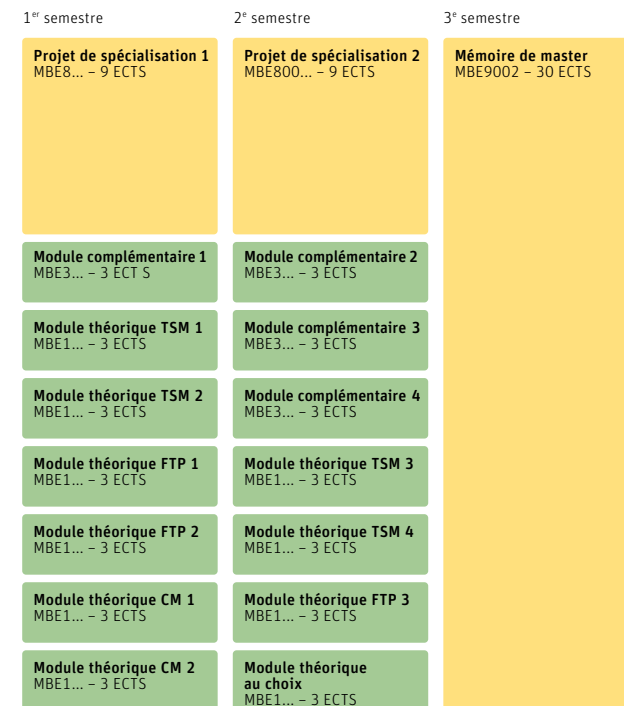 1er semestre
Projet de spécialisation 1
MBE8... – 9 ECTS
Module complémentaire 1
MBE3... – 3 ECT S
Module théorique TSM 1
MBE1... – 3 ECTS
Module théorique TSM 2
MBE1... – 3 ECTS
Module théorique FTP 1
MBE1... – 3 ECTS
Module théorique FTP 2
MBE1... – 3 ECTS
Module théorique CM 1
MBE1... – 3 ECTS
Module théorique CM 2
MBE1... – 3 ECTS
2e semestre
Projet de spécialisation 2
MBE800... – 9 ECTS
Module complémentaire 2
MBE3... – 3 ECTS
Module complémentaire 3
MBE3... – 3 ECTS
Module complémentaire 4
MBE3... – 3 ECTS
Module théorique TSM 3
MBE1... – 3 ECTS
Module théorique TSM 4
MBE1... – 3 ECTS
Module théorique FTP 3
MBE1... – 3 ECTS
Module théorique
au choix
MBE1... – 3 ECTS
3e semestre
Mémoire de master
MBE9002 – 30 ECTS